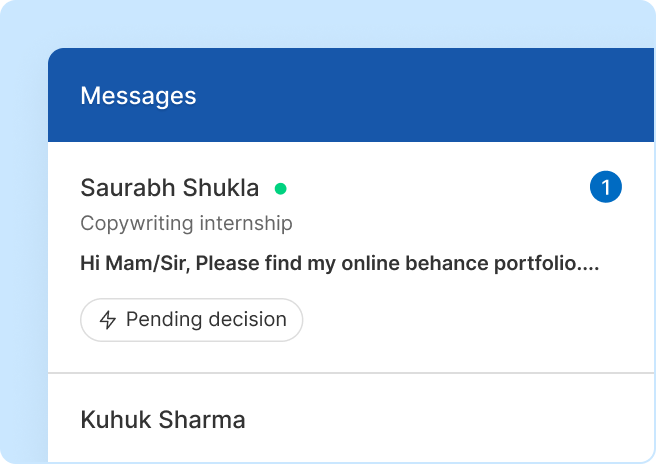 Messages
Saurabh Shukla
1
Copywriting internship
Hi Mam/Sir, Please find my online behance portfolio....
Pending decision
Kuhuk Sharma